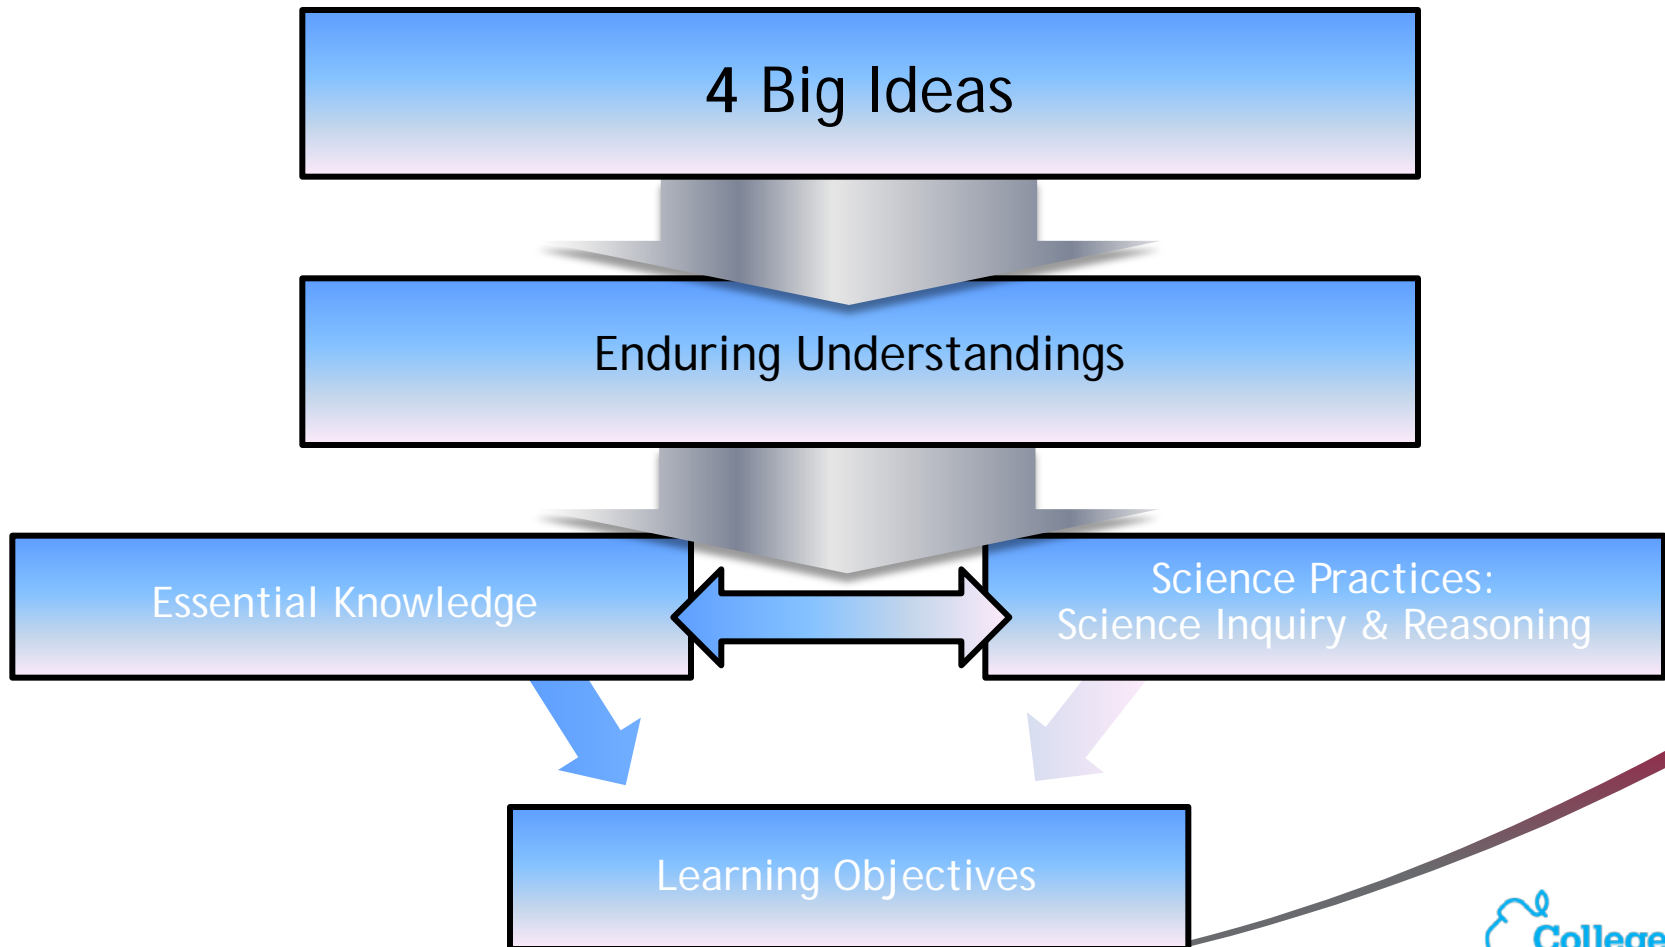 4 Big Ideas
Enduring Understandings
Essential Knowledge
Science Practices:
Science Inquiry & Reasoning
Learning Objectives
College